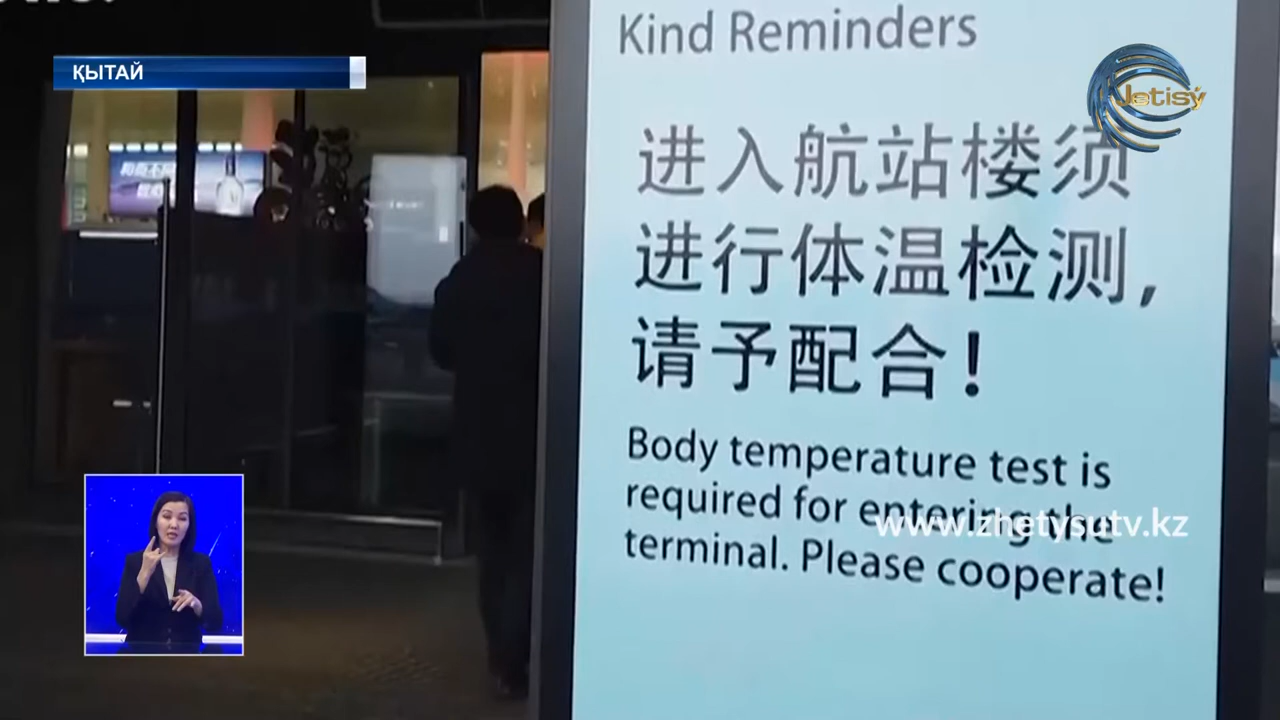 Kind Reminders
ҚЫТАЙ
Jetisý
进入航站楼须
进行体温检测，
请予配合！
Body temperature test is
required for entering the
www.zhetysutv.kz
terminal. Please cooperate!